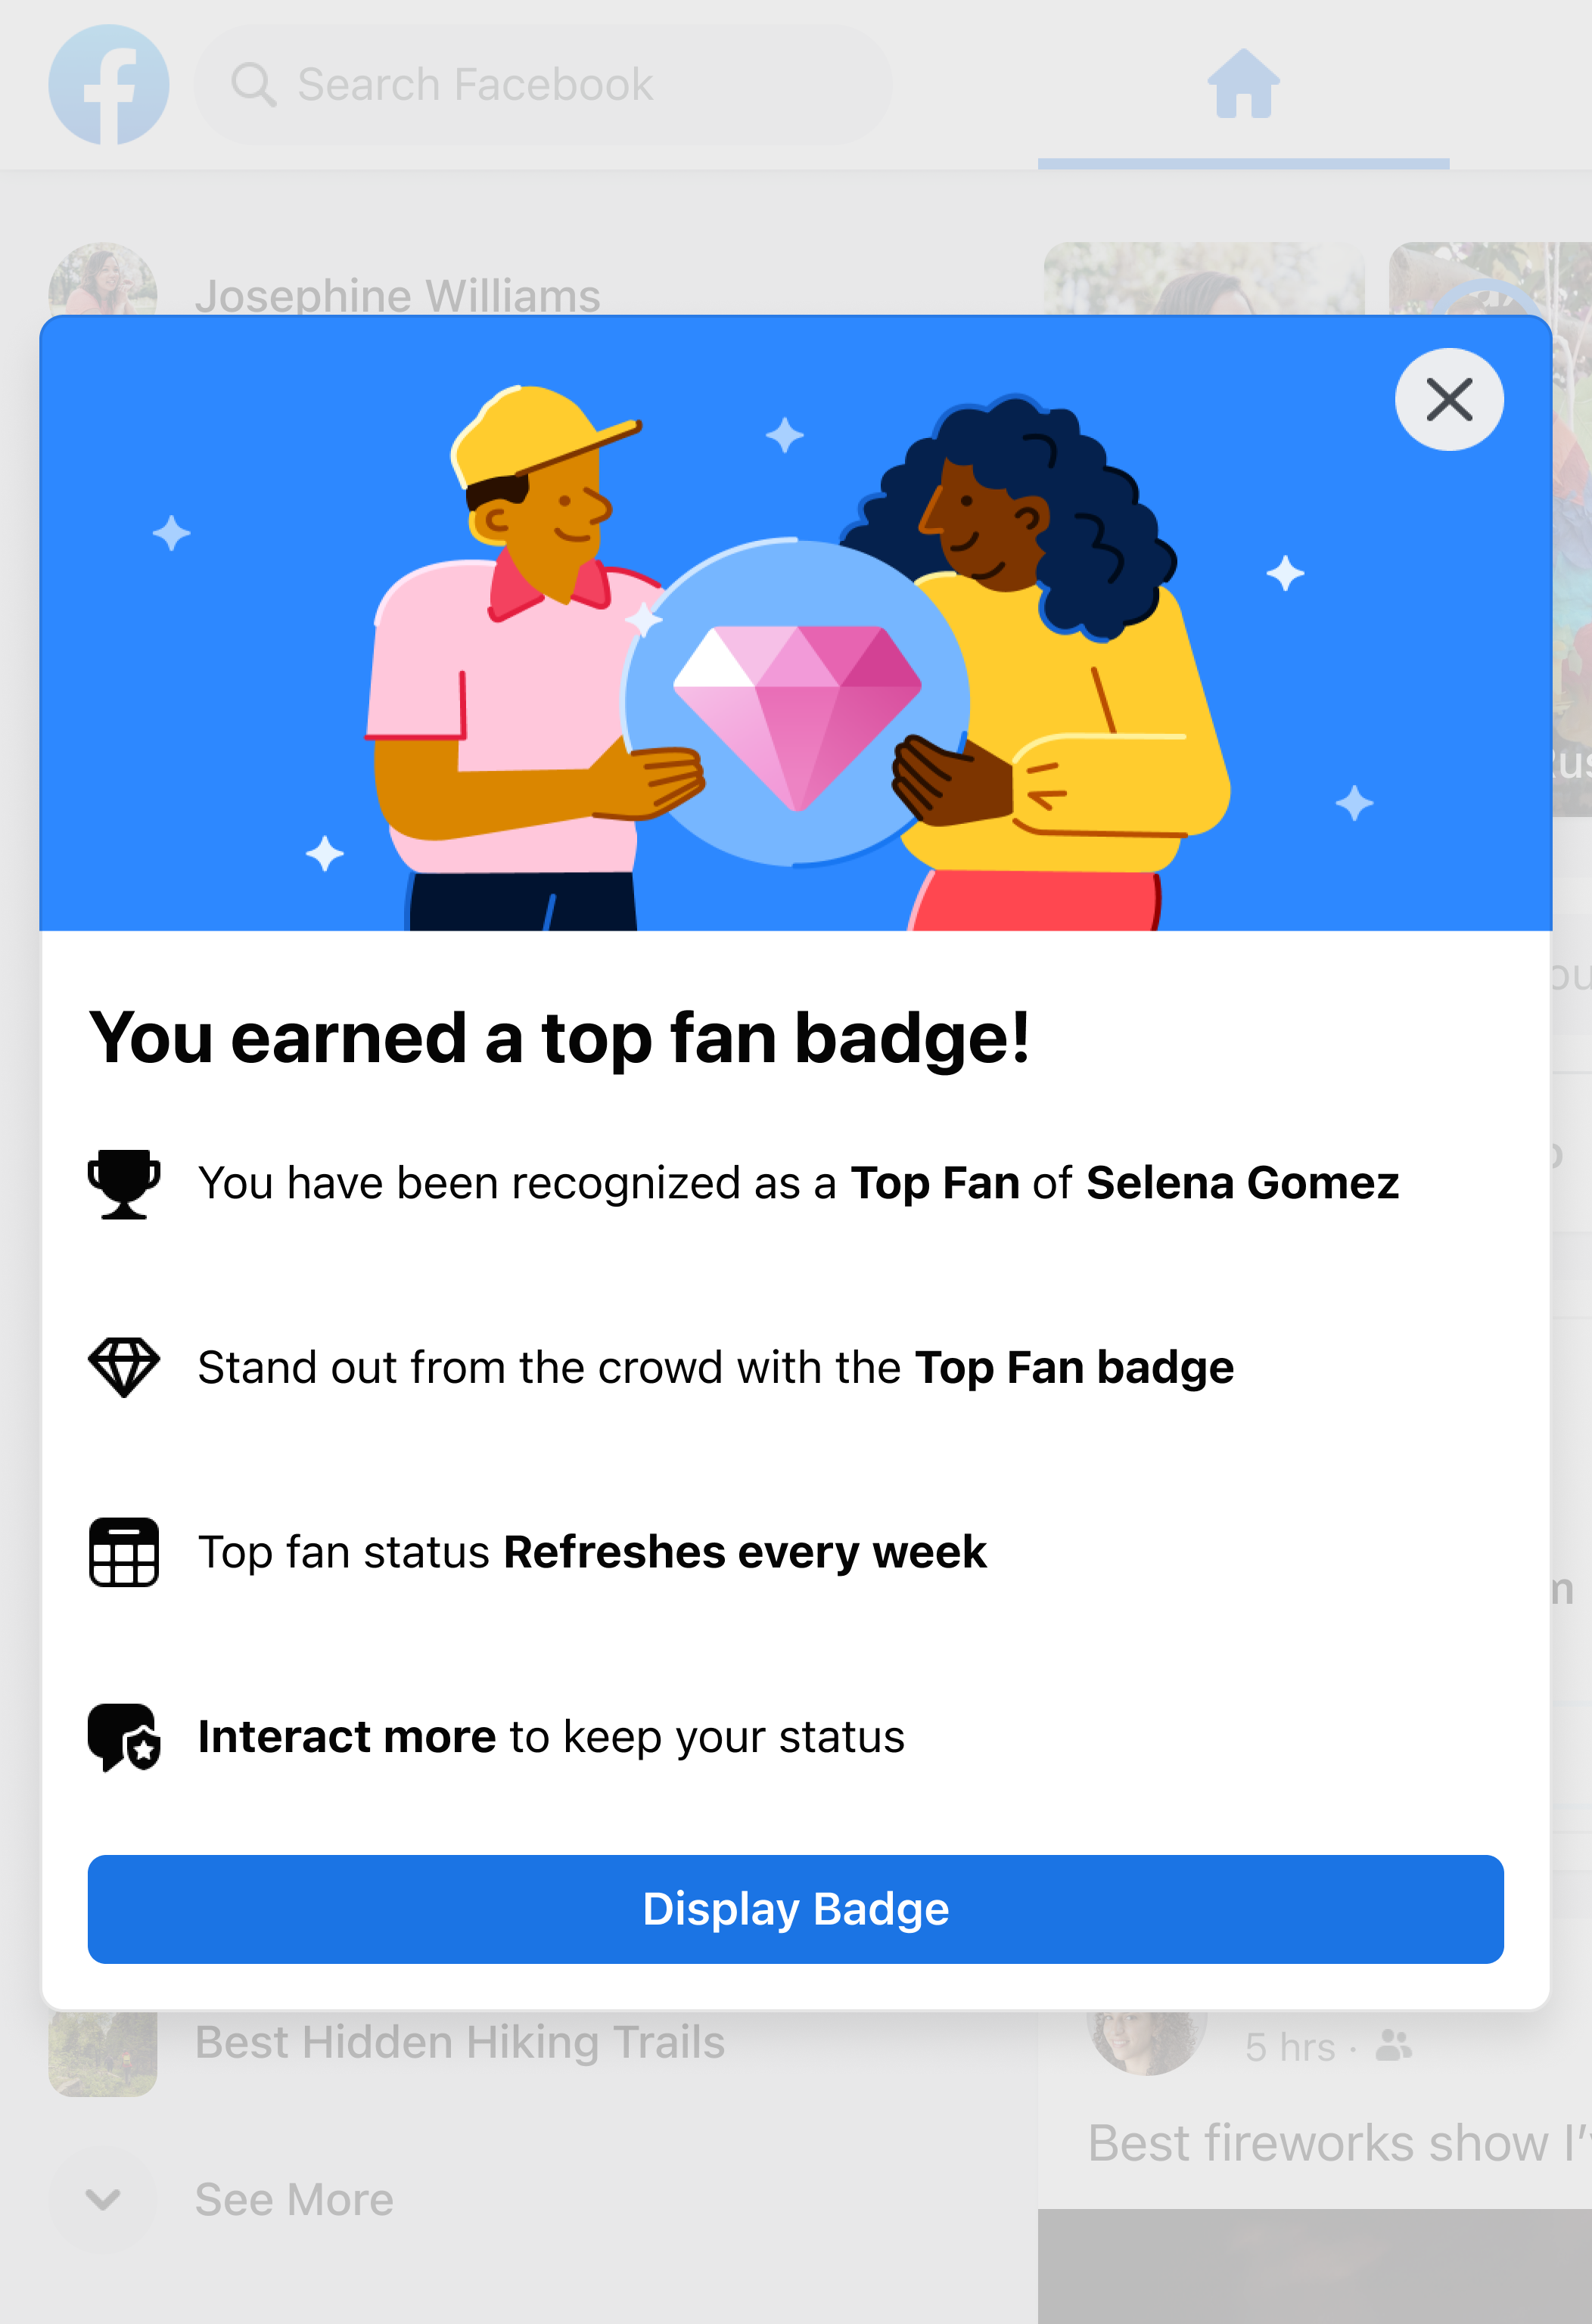 Search Facebook
Josephine Williams
You earned a top fan badge!
You have been recognized as a Top Fan of Selena Gomez
Stand out from the crowd with the Top Fan badge
Top fan status Refreshes every week
Interact more to keep your status
Display Badge
Best Hidden Hiking Trails
5 hrs ·
Best fireworks show
See More